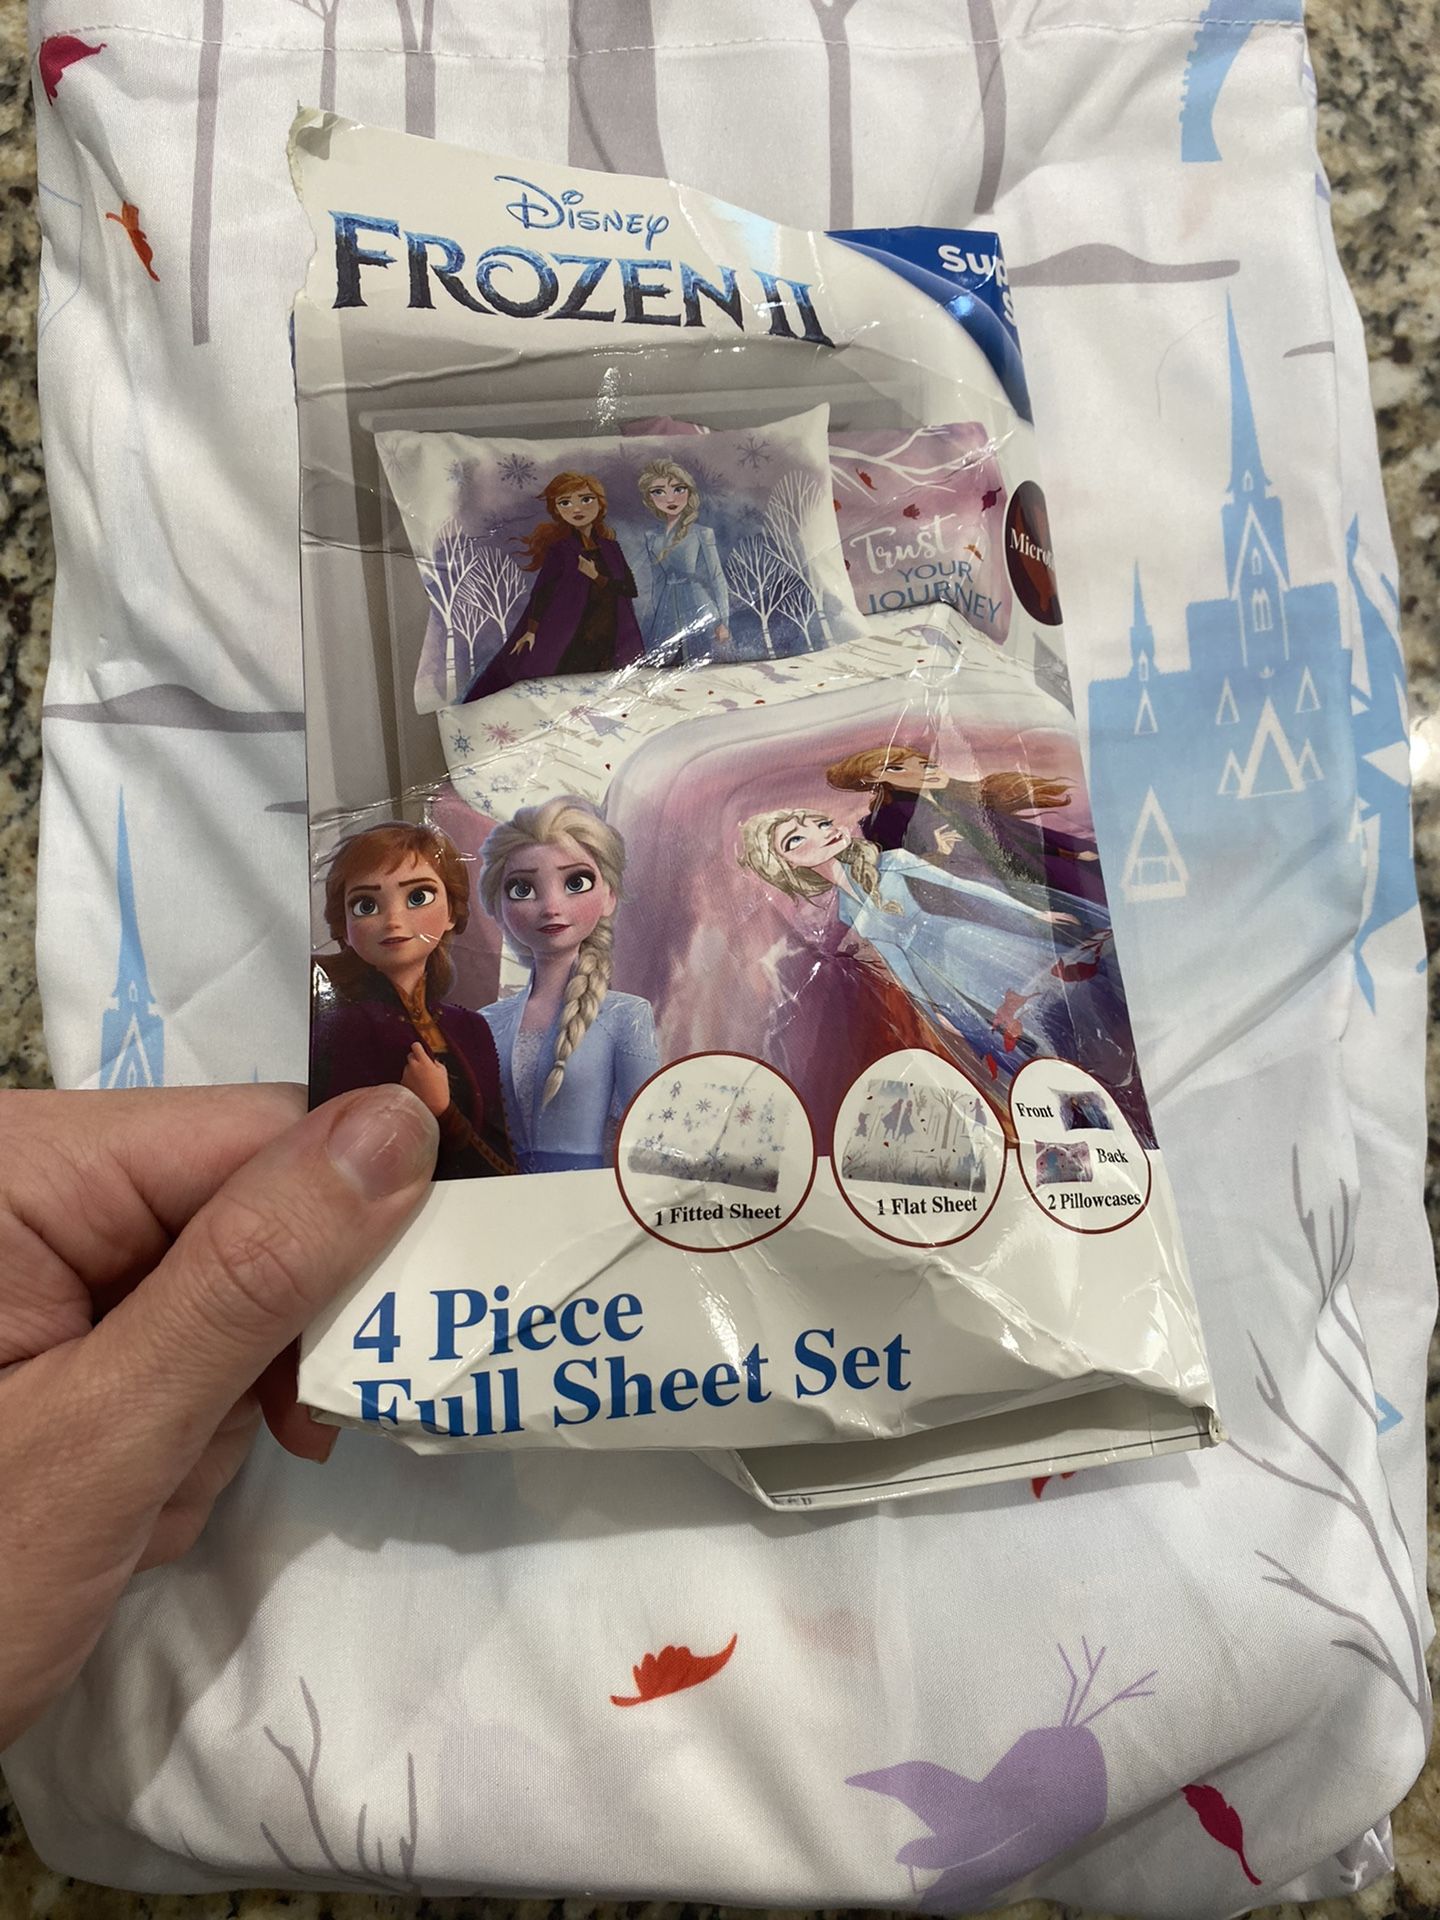 Disney
FROZEN II
Trust
YOUR
JOURNEY
1 Fitted Sheet
1 Flat Sheet
Front
Back
2 Pillowcases
4 Piece
Full Sheet Set